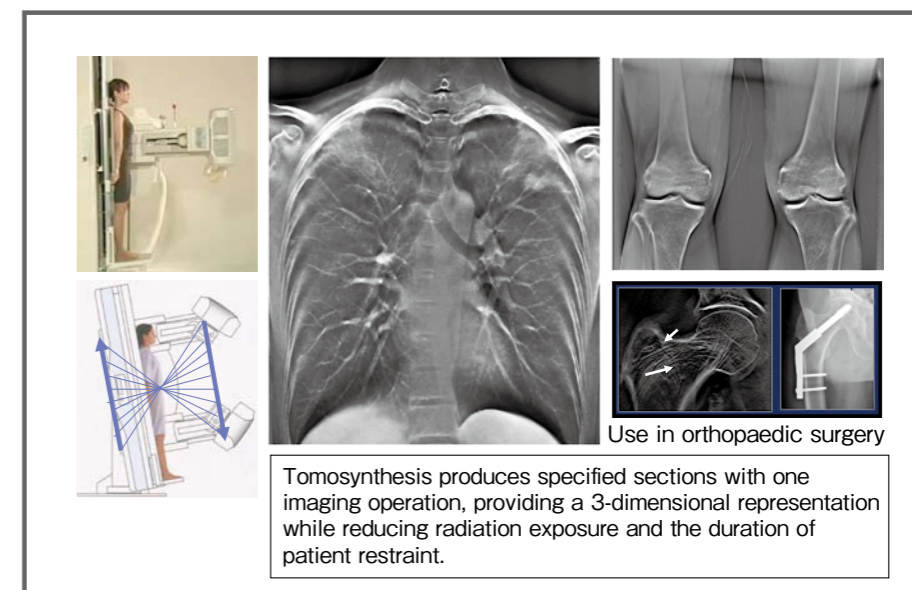 Use in orthopaedic surgery
Tomosynthesis produces specified sections with one
imaging operation, providing a 3-dimensional representation
while reducing radiation exposure and the duration of
patient restraint.